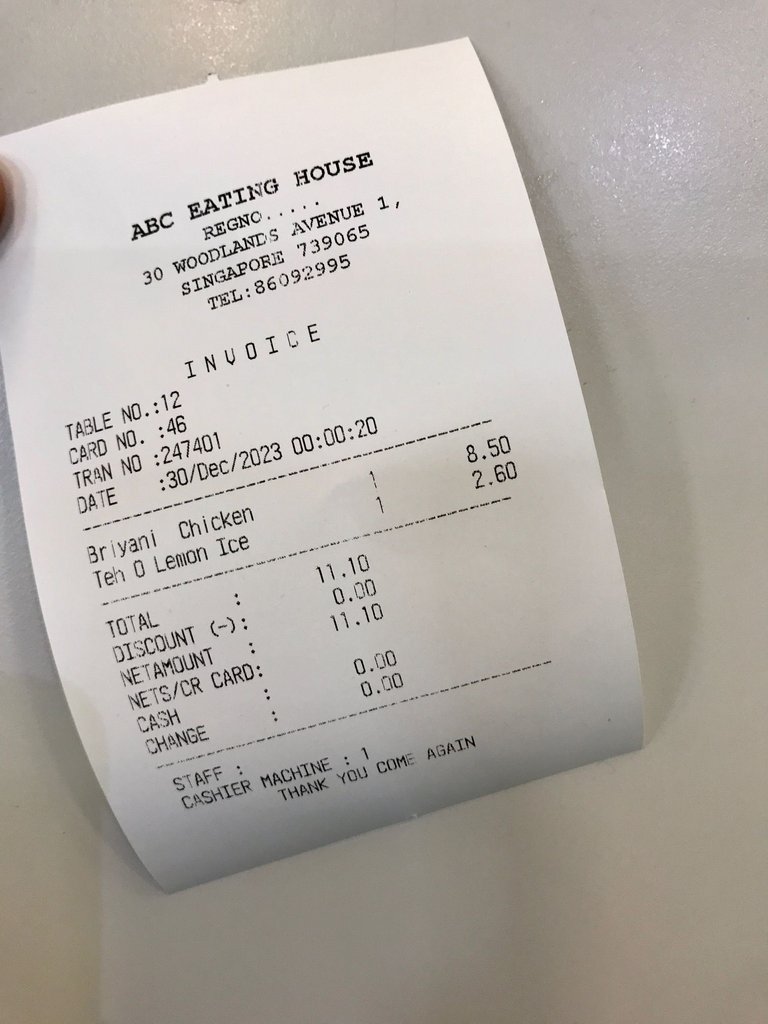 ABC EATING HOUSE
REGNO.....
30 WOODLANDS AVENUE 1,
SINGAPORE 739065
TEL:86092995
INVOICE
TABLE NO.:12
CARD NO. :46
TRAN NO :247401
DATE :30/Dec/2023 00:00:20
Briyani Chicken 1 8.50
Teh O Lemon Ice 1 2.60
TOTAL : 11.10
DISCOUNT (-): 0.00
NETAMOUNT : 11.10
NETS/CR CARD:
CASH : 0.00
CHANGE : 0.00
STAFF :
CASHIER MACHINE : 1
THANK YOU COME AGAIN